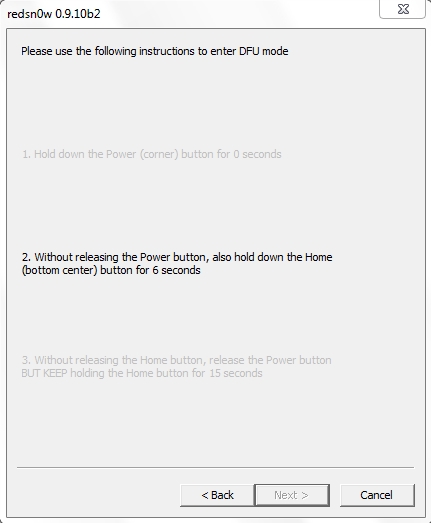 redsn0w 0.9.10b2
Please use the following instructions to enter DFU mode
1. Hold down the Power (corner) button for 0 seconds
2. Without releasing the Power button, also hold down the Home
(bottom center) button for 6 seconds
3. Without releasing the Home button, release the Power button
BUT KEEP holding the Home button for 15 seconds
< Back
Next >
Cancel